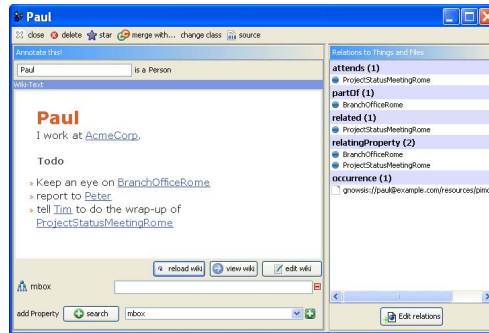 Paul
close delete star merge with... change class source
Annotate this!
Paul is a Person
Wiki-Text
Paul
I work at AcmeCorp.
Todo
» Keep an eye on BranchOfficeRome
» report to Peter
» tell Tim to do the wrap-up of
ProjectStatusMeetingRome
reload wiki view wiki edit wiki
mbox
add Property search mbox
Relations to Things and Files
attends (1)
ProjectStatusMeetingRome
partOf (1)
BranchOfficeRome
related (1)
ProjectStatusMeetingRome
relatingProperty (2)
BranchOfficeRome
ProjectStatusMeetingRome
occurrence (1)
gnowsis://paul@example.com/resources/pimo
Edit relations